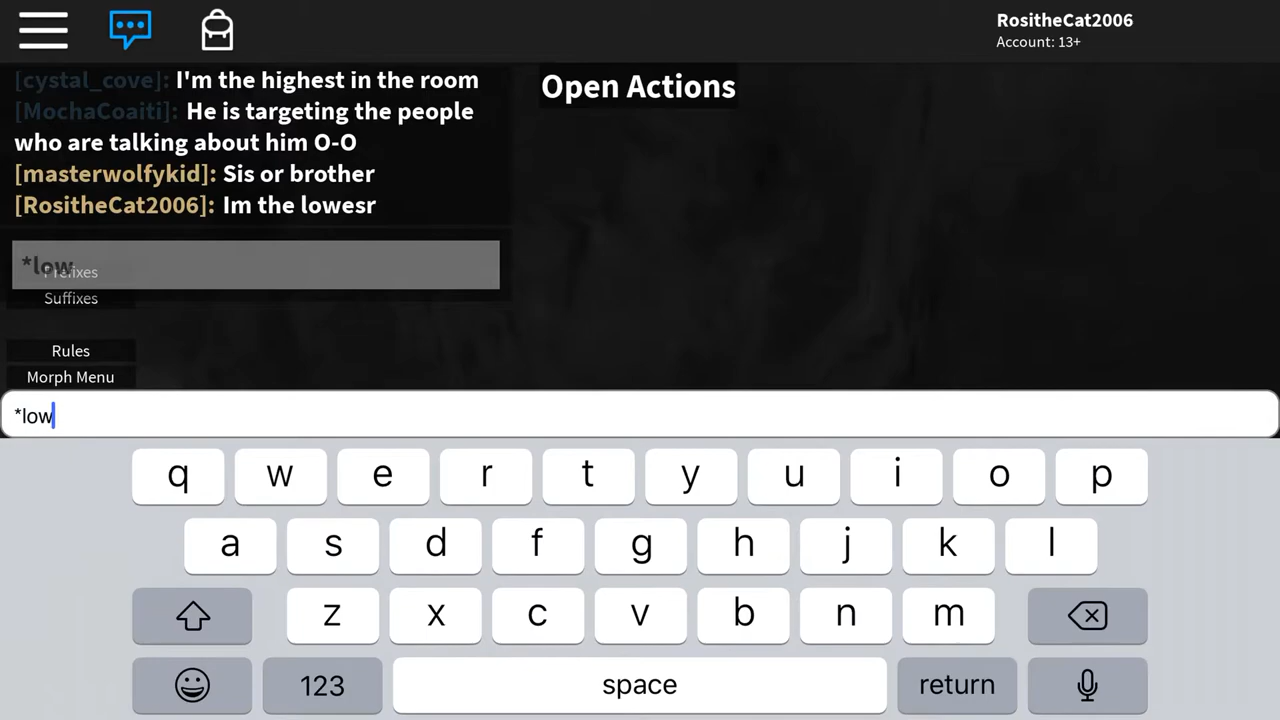 RositheCat2006
Account: 13+
[cystal_cove]: I'm the highest in the room
[MochaCoaiti]: He is targeting the people
who are talking about him O-O
[masterwolfykid]: Sis or brother
[RositheCat2006]: Im the lowesr
Open Actions
*low
Prefixes
Suffixes
Rules
Morph Menu
*low
q w e r t y u i o p
a s d f g h j k l
z x c v b n m
123 space return